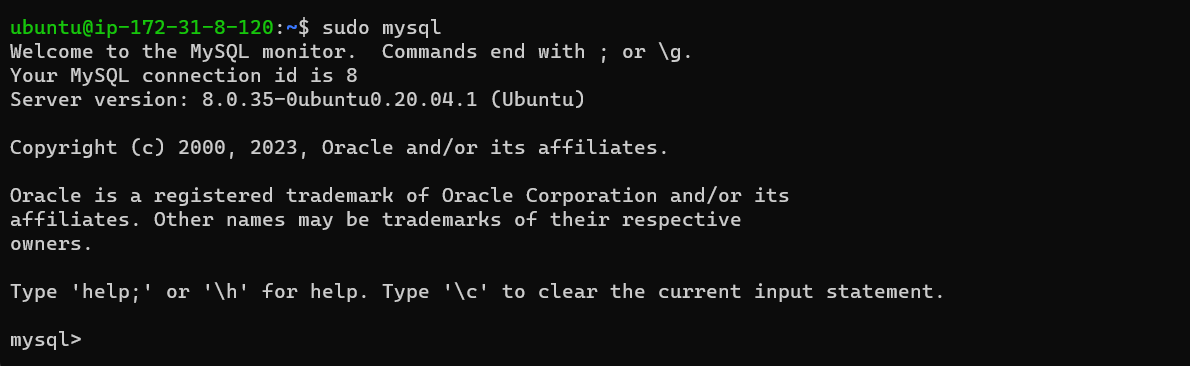 ubuntu@ip-172-31-8-120:~$ sudo mysql
Welcome to the MySQL monitor.  Commands end with ; or \g.
Your MySQL connection id is 8
Server version: 8.0.35-0ubuntu0.20.04.1 (Ubuntu)
Copyright (c) 2000, 2023, Oracle and/or its affiliates.
Oracle is a registered trademark of Oracle Corporation and/or its
affiliates. Other names may be trademarks of their respective
owners.
Type 'help;' or '\h' for help. Type '\c' to clear the current input statement.
mysql>